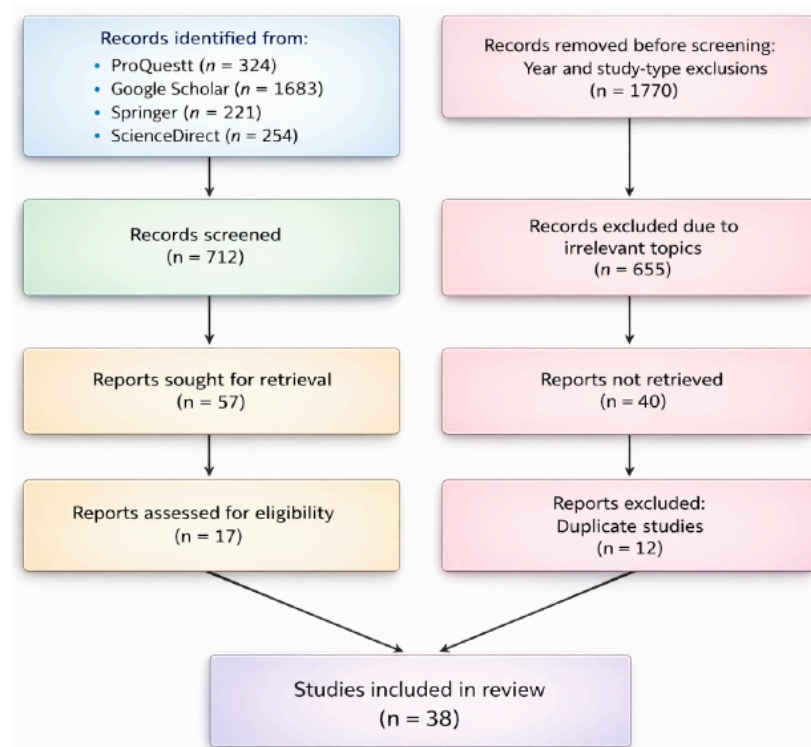 Records identified from:
• ProQuestt (n = 324)
• Google Scholar (n = 1683)
• Springer (n = 221)
• ScienceDirect (n = 254)
Records removed before screening:
Year and study-type exclusions
(n = 1770)
Records screened
(n = 712)
Records excluded due to
irrelevant topics
(n = 655)
Reports sought for retrieval
(n = 57)
Reports not retrieved
(n = 40)
Reports assessed for eligibility
(n = 17)
Reports excluded:
Duplicate studies
(n = 12)
Studies included in review
(n = 38)